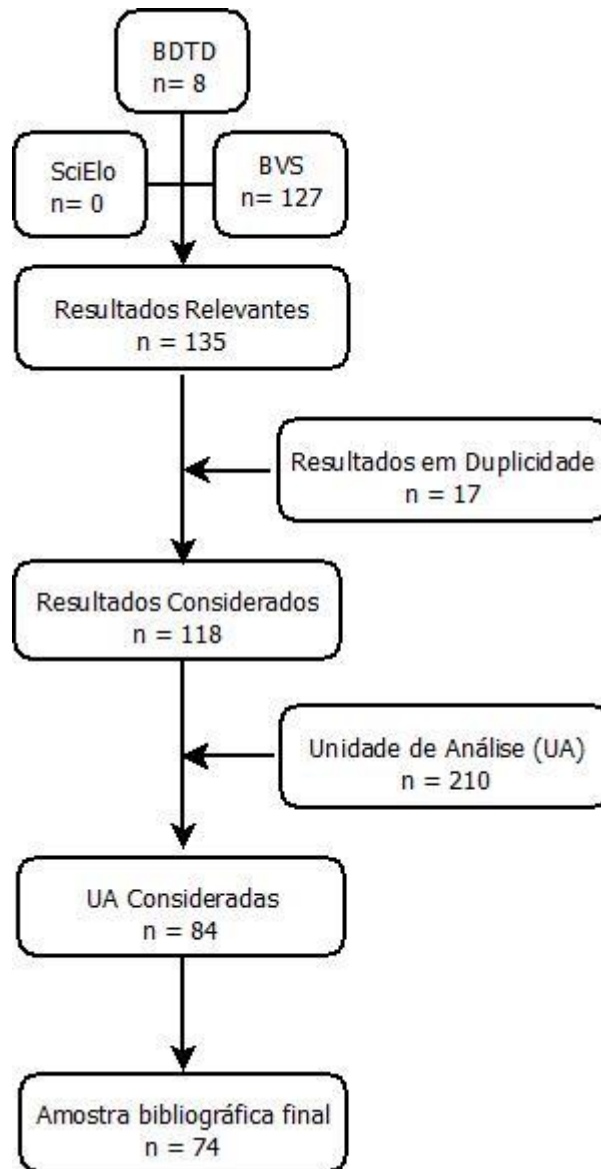 BDTD
n= 8
SciElo
n= 0
BVS
n= 127
Resultados Relevantes
n = 135
Resultados em Duplicidade
n = 17
Resultados Considerados
n = 118
Unidade de Análise (UA)
n = 210
UA Consideradas
n = 84
Amostra bibliográfica final
n = 74